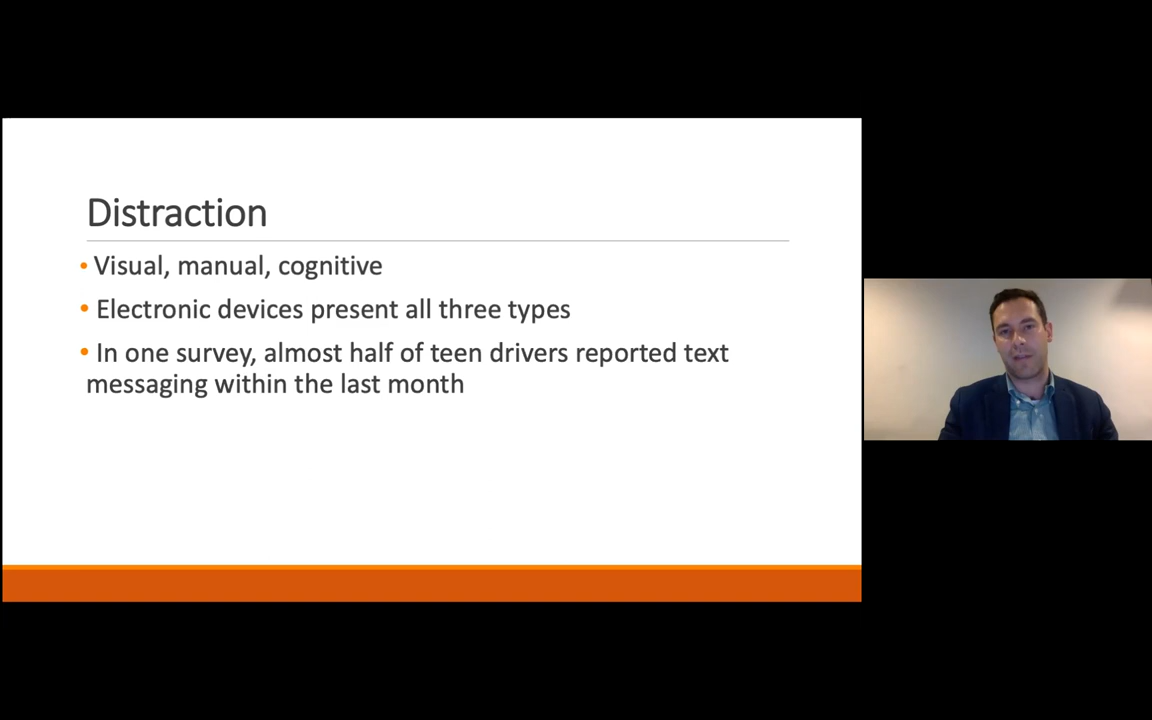 Distraction
• Visual, manual, cognitive
• Electronic devices present all three types
• In one survey, almost half of teen drivers reported text
messaging within the last month